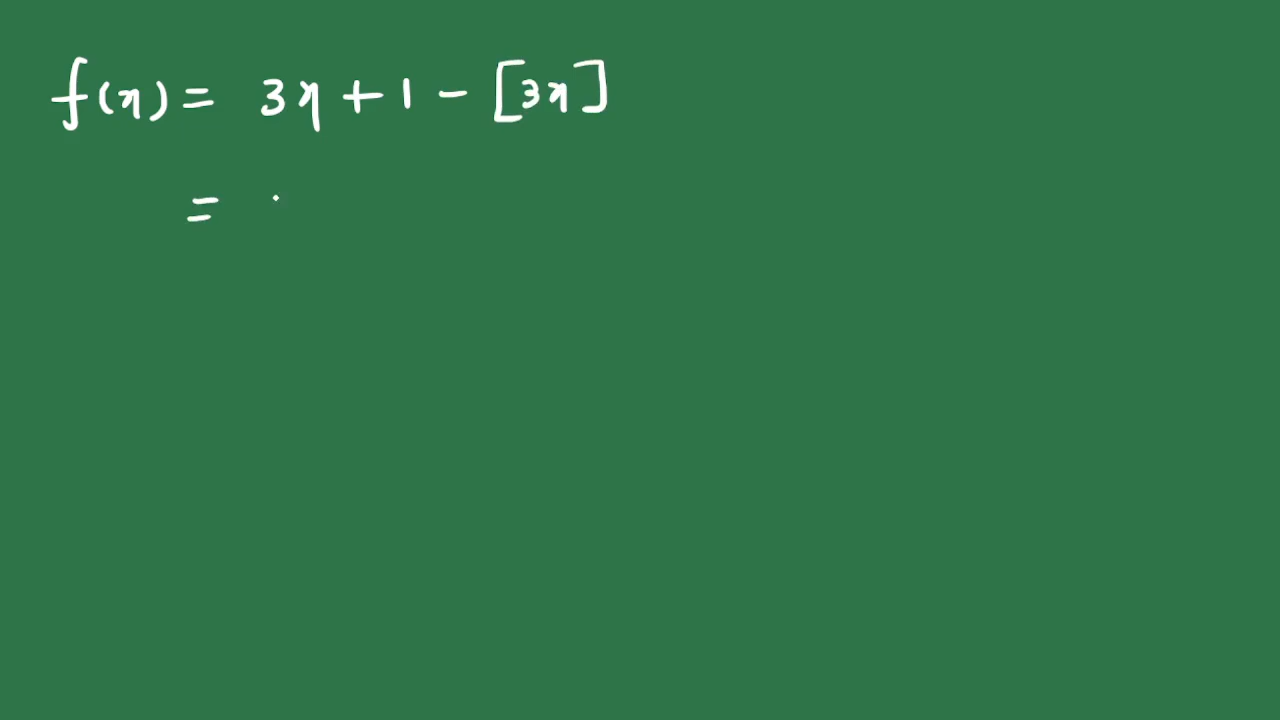 f(x) = 3x + 1 - [3x]
=